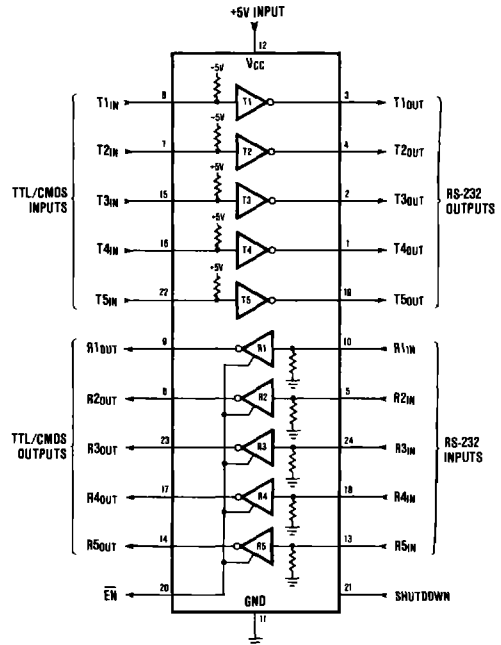 +5V INPUT
12
VCC
+5V
T1IN 8 T1 3 T1OUT
+5V
T2IN 7 T2 4 T2OUT
+5V
TTL/CMOS
INPUTS
T3IN 15 T3 2 T3OUT
RS-232
OUTPUTS
+5V
T4IN 16 T4 1 T4OUT
+5V
T5IN 22 T5 19 T5OUT
R1OUT 9 R1 10 R1IN
R2OUT 6 R2 5 R2IN
TTL/CMOS
OUTPUTS
R3OUT 23 R3 24 R3IN
RS-232
INPUTS
R4OUT 17 R4 18 R4IN
R5OUT 14 R5 13 R5IN
EN 20 GND 21 SHUTDOWN
11